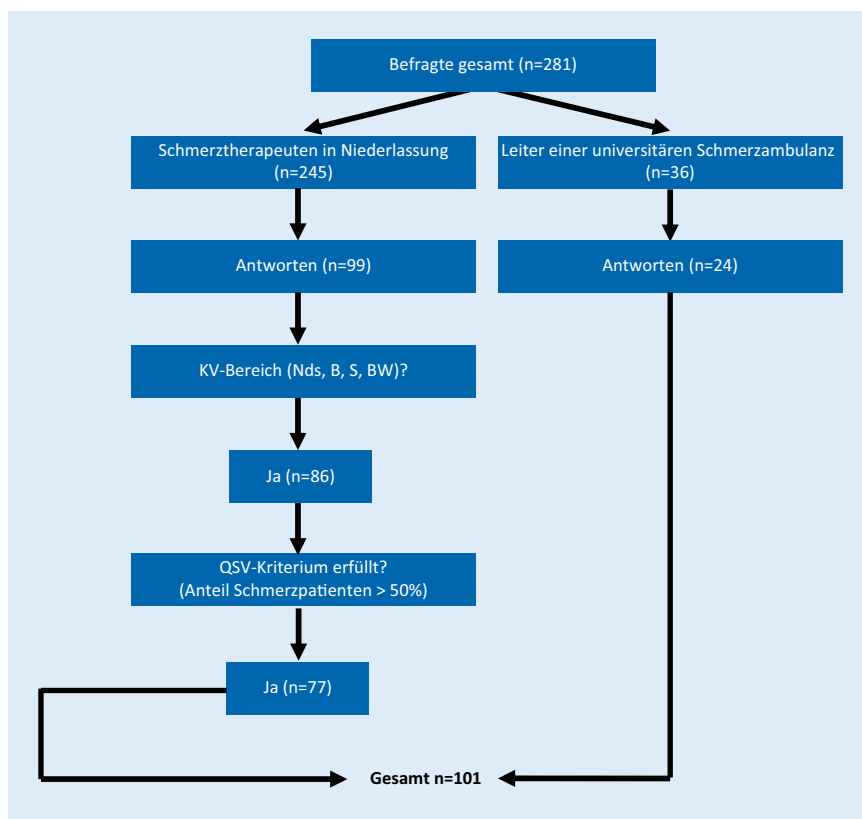 Befragte gesamt (n=281)
Schmerztherapeuten in Niederlassung
(n=245)
Leiter einer universitären Schmerzambulanz
(n=36)
Antworten (n=99)
Antworten (n=24)
KV-Bereich (Nds, B, S, BW)?
Ja (n=86)
QSV-Kriterium erfüllt?
(Anteil Schmerzpatienten > 50%)
Ja (n=77)
Gesamt n=101